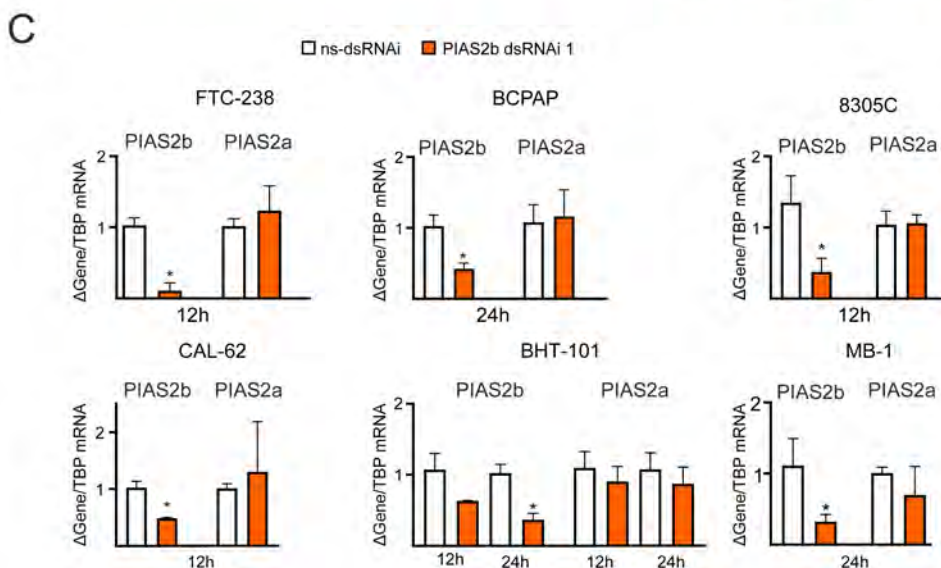 C
ns-dsRNAi PIAS2b dsRNAi 1
FTC-238
PIAS2b PIAS2a
ΔGene/TBP mRNA
2
1
*
12h
BCPAP
PIAS2b PIAS2a
ΔGene/TBP mRNA
2
1
*
24h
8305C
PIAS2b PIAS2a
ΔGene/TBP mRNA
2
1
*
12h
CAL-62
PIAS2b PIAS2a
ΔGene/TBP mRNA
2
1
*
12h
BHT-101
PIAS2b PIAS2a
ΔGene/TBP mRNA
2
1
*
12h 24h 12h 24h
MB-1
PIAS2b PIAS2a
ΔGene/TBP mRNA
2
1
*
24h